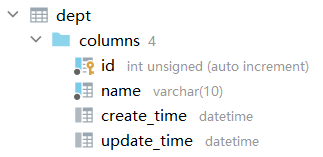 dept
columns 4
id int unsigned (auto increment)
name varchar(10)
create_time datetime
update_time datetime